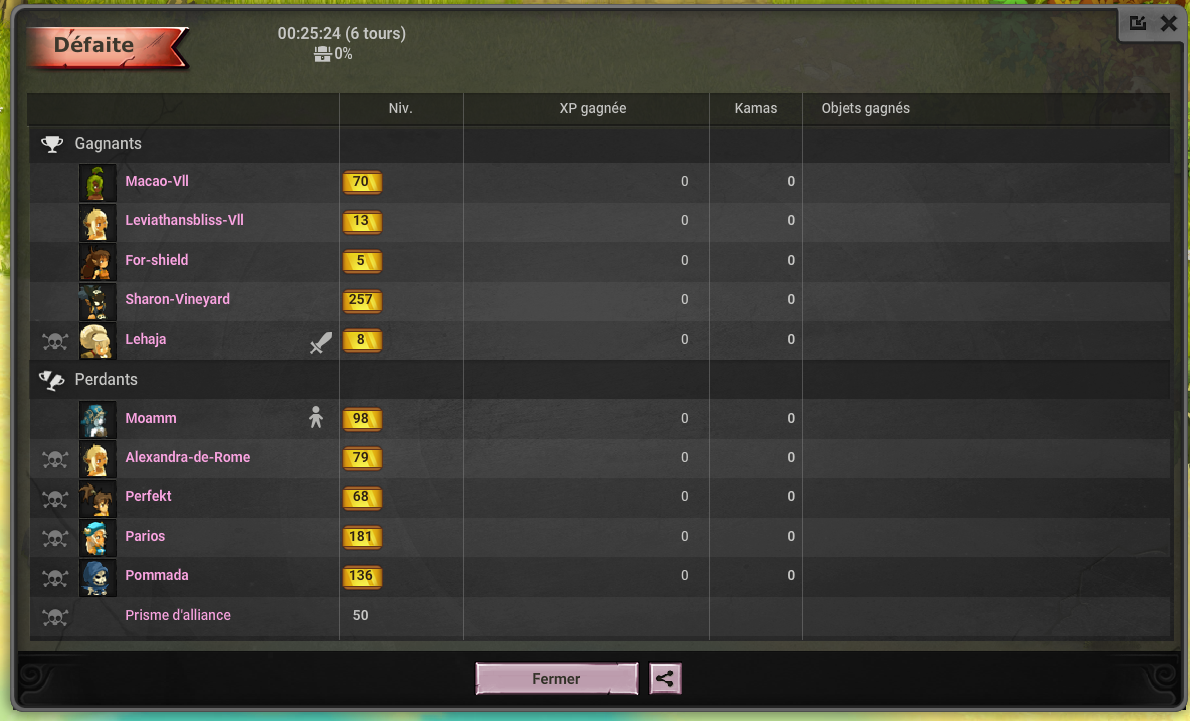 Défaite
00:25:24 (6 tours)
0%
Niv. XP gagnée Kamas Objets gagnés
Gagnants
Macao-Vll 70 0 0
Leviathansbliss-Vll 13 0 0
For-shield 5 0 0
Sharon-Vineyard 257 0 0
Lehaja 8 0 0
Perdants
Moamm 98 0 0
Alexandra-de-Rome 79 0 0
Perfekt 68 0 0
Parios 181 0 0
Pommada 136 0 0
Prisme d'alliance 50
Fermer